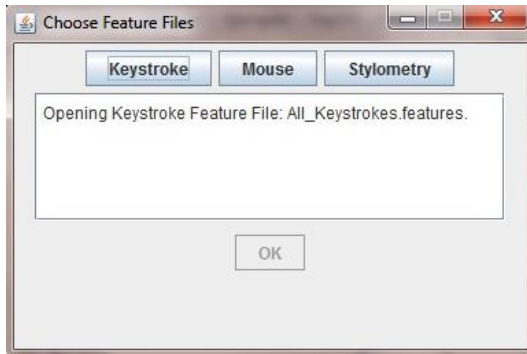 Choose Feature Files
Keystroke Mouse Stylometry
Opening Keystroke Feature File: All_Keystrokes.features.
OK